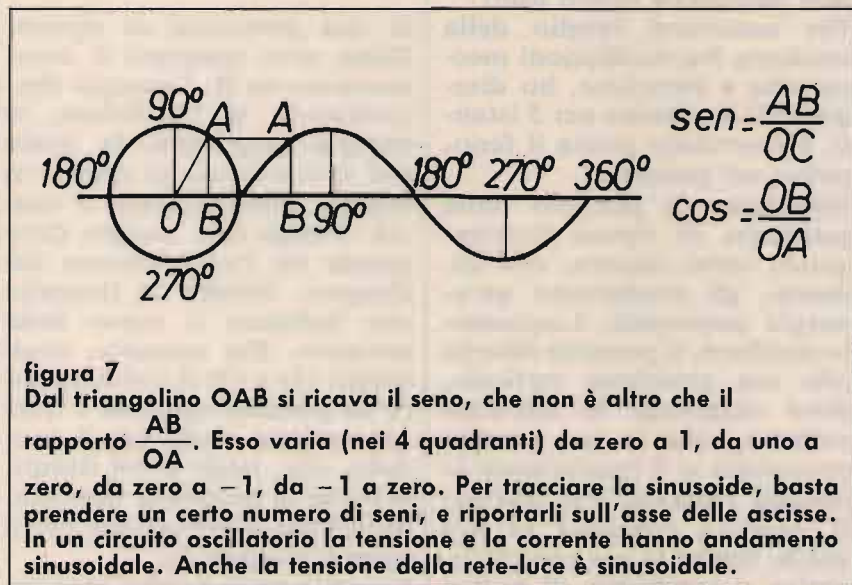 90° A A
180° 180° 270° 360°
O B B 90°
270°
sen = AB/OC
cos = OB/OA
figura 7
Dal triangolino OAB si ricava il seno, che non è altro che il
rapporto AB/OA. Esso varia (nei 4 quadranti) da zero a 1, da uno a
zero, da zero a −1, da −1 a zero. Per tracciare la sinusoide, basta
prendere un certo numero di seni, e riportarli sull'asse delle ascisse.
In un circuito oscillatorio la tensione e la corrente hanno andamento
sinusoidale. Anche la tensione della rete-luce è sinusoidale.